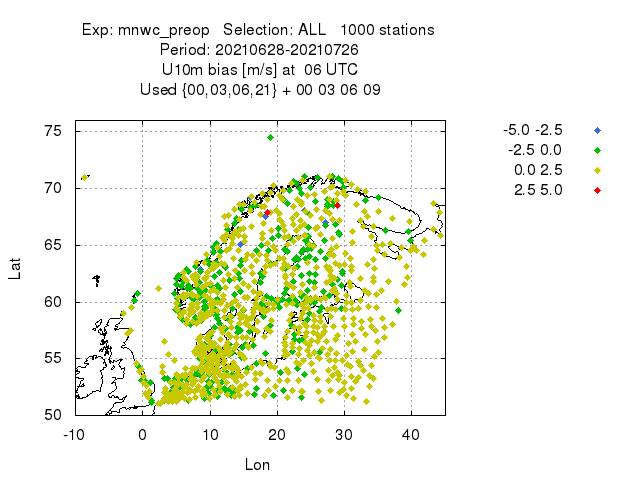 Exp: mnwc_preop   Selection: ALL   1000 stations
Period: 20210628-20210726
U10m bias [m/s] at  06 UTC
Used {00,03,06,21} + 00 03 06 09
-5.0 -2.5
-2.5 0.0
0.0 2.5
2.5 5.0
75
70
65
60
55
50
Lat
-10 0 10 20 30 40
Lon